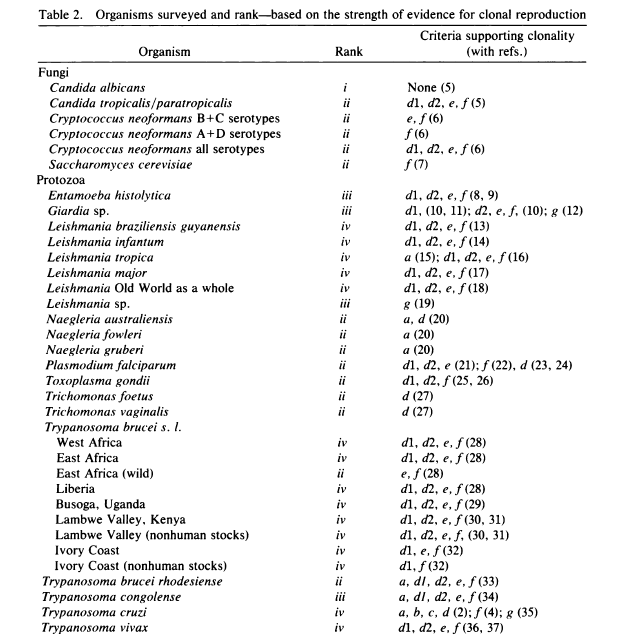 Table 2. Organisms surveyed and rank—based on the strength of evidence for clonal reproduction
Criteria supporting clonality
Organism Rank (with refs.)
Fungi
Candida albicans i None (5)
Candida tropicalis/paratropicalis ii d1, d2, e, f (5)
Cryptococcus neoformans B+C serotypes ii e, f (6)
Cryptococcus neoformans A+D serotypes ii f (6)
Cryptococcus neoformans all serotypes ii d1, d2, e, f (6)
Saccharomyces cerevisiae ii f (7)
Protozoa
Entamoeba histolytica iii d1, d2, e, f (8, 9)
Giardia sp. iii d1, (10, 11); d2, e, f, (10); g (12)
Leishmania braziliensis guyanensis iv d1, d2, e, f (13)
Leishmania infantum iv d1, d2, e, f (14)
Leishmania tropica iv a (15); d1, d2, e, f (16)
Leishmania major iv d1, d2, e, f (17)
Leishmania Old World as a whole iv d1, d2, e, f (18)
Leishmania sp. iii g (19)
Naegleria australiensis ii a, d (20)
Naegleria fowleri ii a (20)
Naegleria gruberi ii a (20)
Plasmodium falciparum ii d1, d2, e (21); f (22), d (23, 24)
Toxoplasma gondii ii d1, d2, f (25, 26)
Trichomonas foetus ii d (27)
Trichomonas vaginalis ii d (27)
Trypanosoma brucei s. l.
West Africa iv d1, d2, e, f (28)
East Africa iv d1, d2, e, f (28)
East Africa (wild) ii e, f (28)
Liberia iv d1, d2, e, f (28)
Busoga, Uganda iv d1, d2, e, f (29)
Lambwe Valley, Kenya iv d1, d2, e, f (30, 31)
Lambwe Valley (nonhuman stocks) iv d1, d2, e, f, (30, 31)
Ivory Coast iv d1, e, f (32)
Ivory Coast (nonhuman stocks) iv d1, f (32)
Trypanosoma brucei rhodesiense ii a, d1, d2, e, f (33)
Trypanosoma congolense iii a, d1, d2, e, f (34)
Trypanosoma cruzi iv a, b, c, d (2); f (4); g (35)
Trypanosoma vivax iv d1, d2, e, f (36, 37)